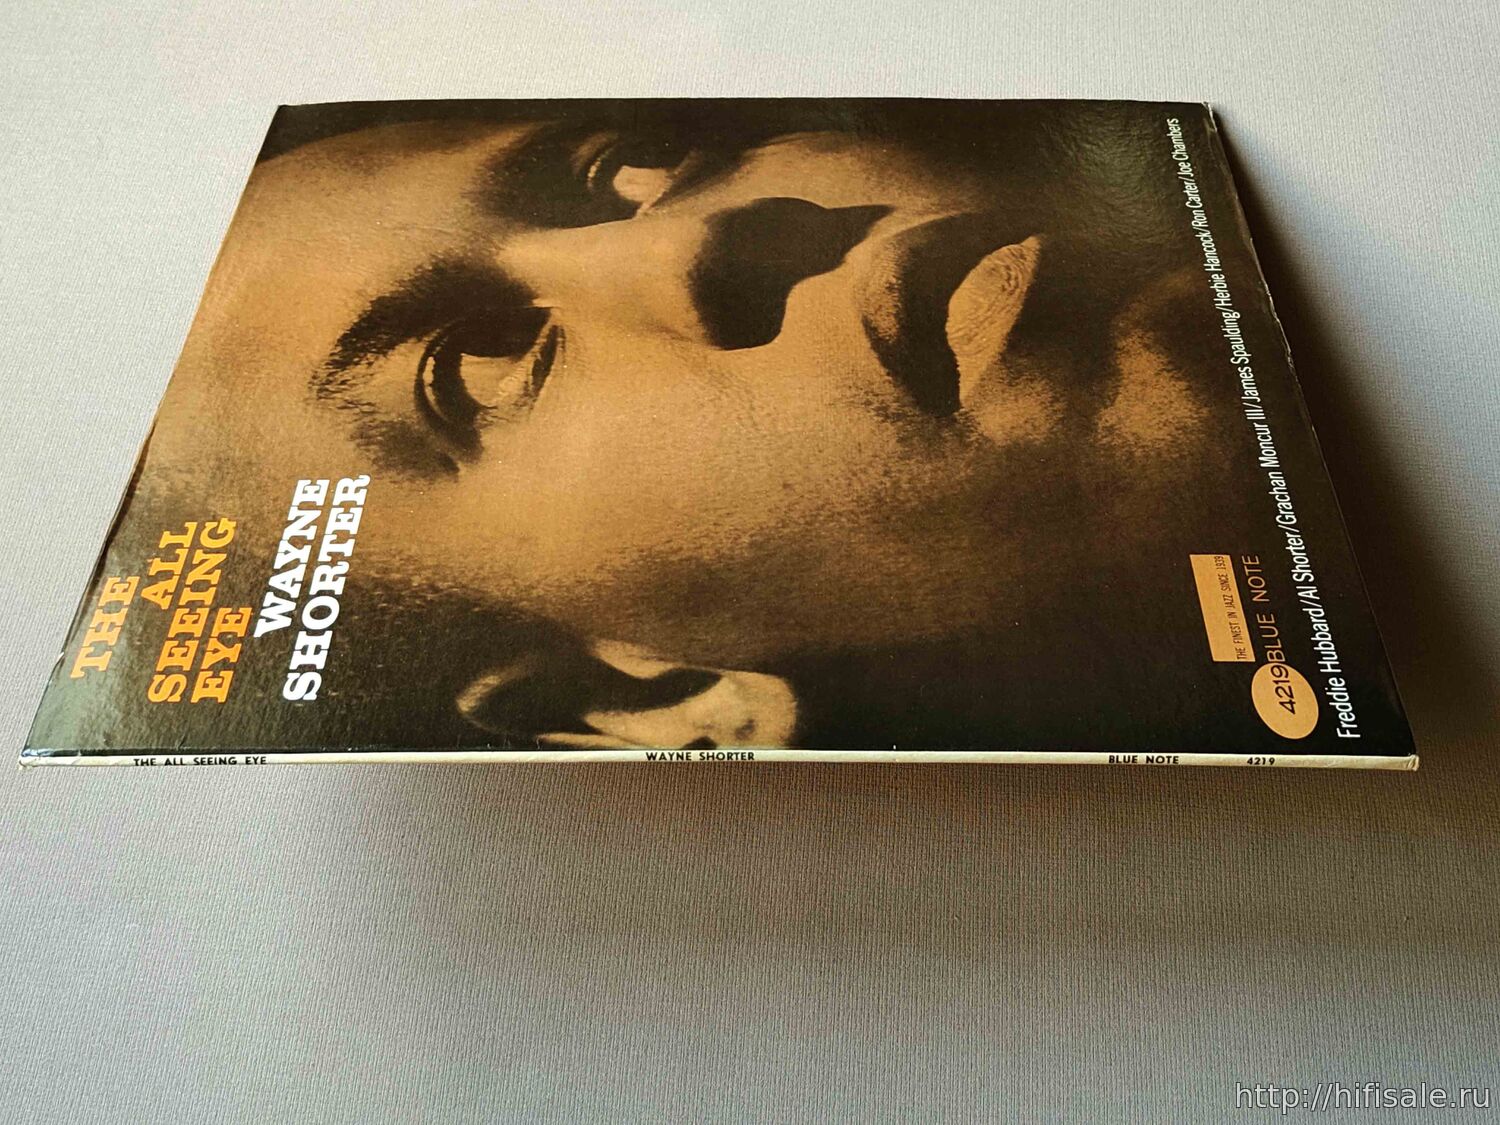 THE
ALL
SEEING
EYE
WAYNE
SHORTER
THE FINEST IN JAZZ SINCE 1939
4219 BLUE NOTE
Freddie Hubbard/Al Shorter/Grachan Moncur III/James Spaulding/Herbie Hancock/Ron Carter/Joe Chambers
THE ALL SEEING EYE WAYNE SHORTER BLUE NOTE 4219
http://hifisale.ru